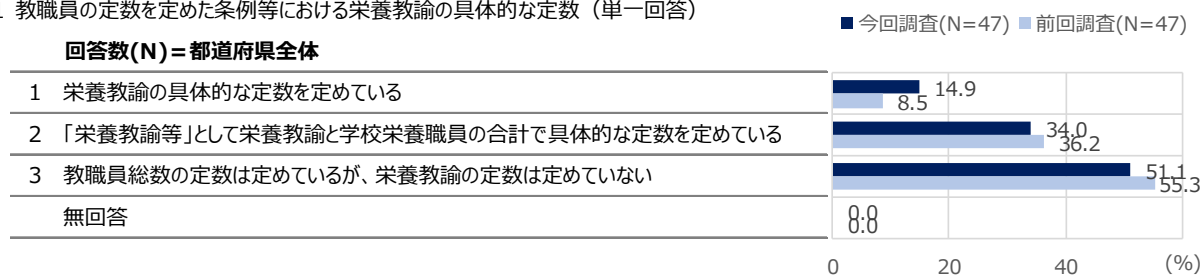 教職員の定数を定めた条例等における栄養教諭の具体的な定数（単一回答）
■今回調査(N=47) ■前回調査(N=47)
回答数(N)＝都道府県全体
1 栄養教諭の具体的な定数を定めている 14.9
8.5
2 「栄養教諭等」として栄養教諭と学校栄養職員の合計で具体的な定数を定めている 34.0
36.2
3 教職員総数の定数は定めているが、栄養教諭の定数は定めていない 51.1
55.3
無回答 0.0
0.0
0 20 40 (%)